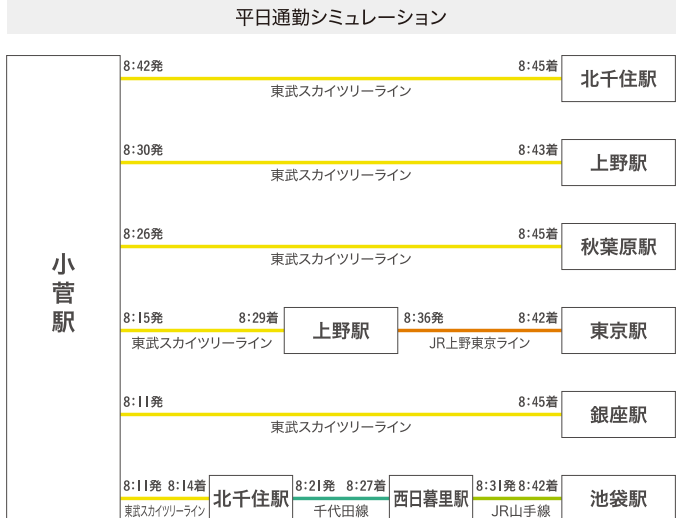 平日通勤シミュレーション
小菅駅
8:42発 8:45着
東武スカイツリーライン
北千住駅
8:30発 8:43着
東武スカイツリーライン
上野駅
8:26発 8:45着
東武スカイツリーライン
秋葉原駅
8:15発 8:29着
東武スカイツリーライン
上野駅
8:36発 8:42着
JR上野東京ライン
東京駅
8:11発 8:45着
東武スカイツリーライン
銀座駅
8:11発 8:14着
東武スカイツリーライン
北千住駅
8:21発 8:27着
千代田線
西日暮里駅
8:31発 8:42着
JR山手線
池袋駅